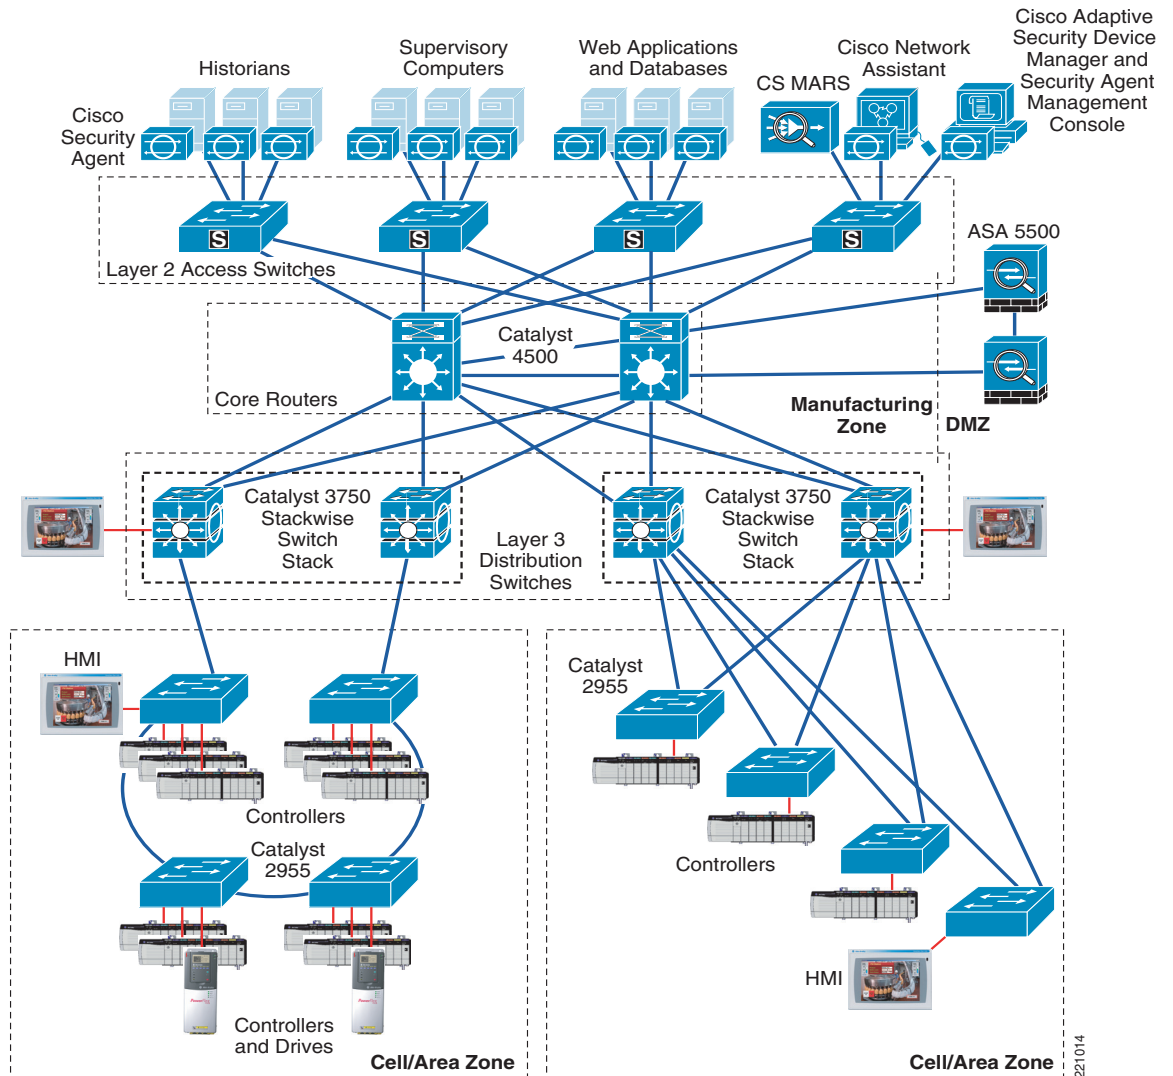 Historians
Supervisory
Computers
Web Applications
and Databases
CS MARS
Cisco Network
Assistant
Cisco Adaptive
Security Device
Manager and
Security Agent
Management
Console
Cisco
Security
Agent
S
S
S
S
Layer 2 Access Switches
ASA 5500
Catalyst
4500
Core Routers
Manufacturing
Zone
DMZ
Catalyst 3750
Stackwise
Switch
Stack
Layer 3
Distribution
Switches
Catalyst 3750
Stackwise
Switch
Stack
HMI
Controllers
Catalyst
2955
Controllers
and Drives
Cell/Area Zone
Catalyst
2955
Controllers
HMI
Cell/Area Zone
221014